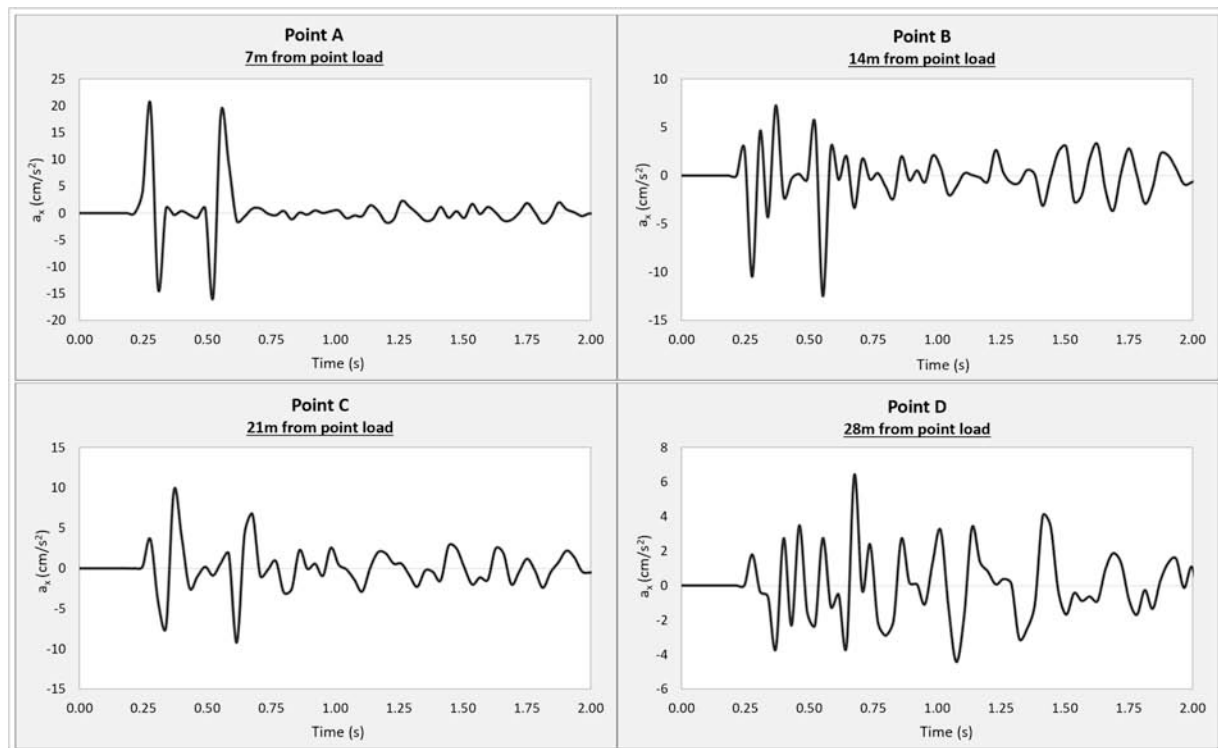 Point A
7m from point load
25
20
15
10
5
0
-5
-10
-15
-20
aₓ (cm/s²)
0.00 0.25 0.50 0.75 1.00 1.25 1.50 1.75 2.00
Time (s)
Point B
14m from point load
10
5
0
-5
-10
-15
aₓ (cm/s²)
0.00 0.25 0.50 0.75 1.00 1.25 1.50 1.75 2.00
Time (s)
Point C
21m from point load
15
10
5
0
-5
-10
-15
aₓ (cm/s²)
0.00 0.25 0.50 0.75 1.00 1.25 1.50 1.75 2.00
Time (s)
Point D
28m from point load
8
6
4
2
0
-2
-4
-6
aₓ (cm/s²)
0.00 0.25 0.50 0.75 1.00 1.25 1.50 1.75 2.00
Time (s)